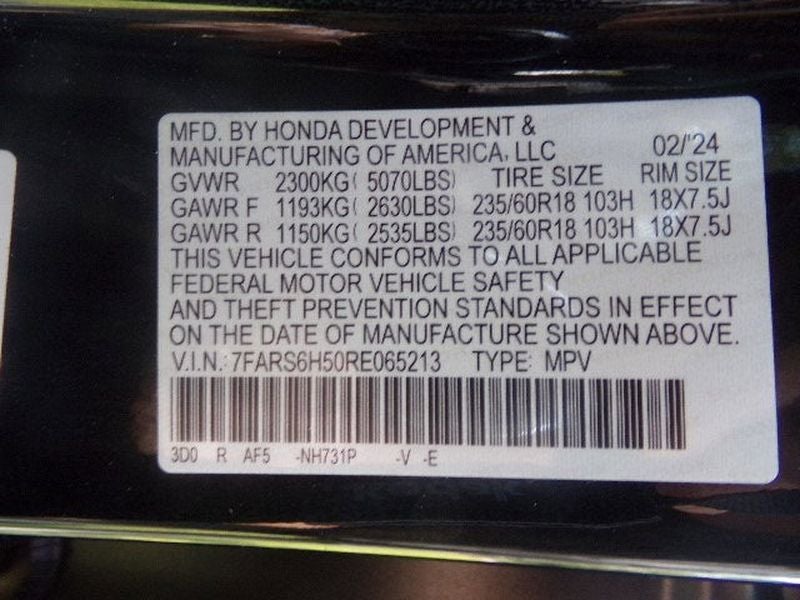 MFD. BY HONDA DEVELOPMENT &
MANUFACTURING OF AMERICA, LLC 02/'24
GVWR 2300KG( 5070LBS) TIRE SIZE RIM SIZE
GAWR F 1193KG( 2630LBS) 235/60R18 103H 18X7.5J
GAWR R 1150KG( 2535LBS) 235/60R18 103H 18X7.5J
THIS VEHICLE CONFORMS TO ALL APPLICABLE
FEDERAL MOTOR VEHICLE SAFETY
AND THEFT PREVENTION STANDARDS IN EFFECT
ON THE DATE OF MANUFACTURE SHOWN ABOVE.
V.I.N.: 7FARS6H50RE065213 TYPE: MPV
3D0 R AF5 -NH731P -V -E